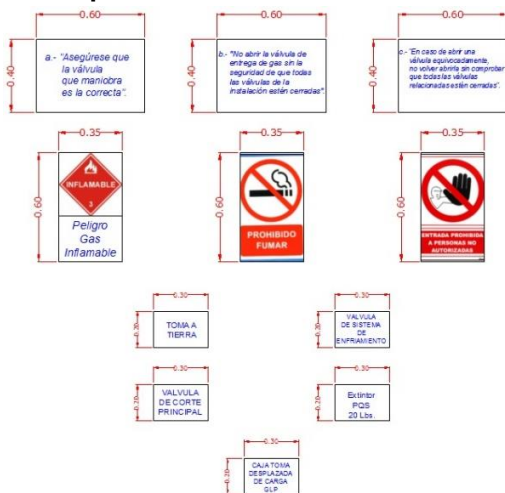 0.60
0.60
0.60
0.40
a.- "Asegúrese que
la válvula
que maniobra
es la correcta".
0.40
b.- "No abrir la válvula de
entrega de gas sin la
seguridad de que todas
las válvulas de la
instalación estén cerradas".
0.40
c.- "En caso de abrir una
válvula equivocadamente,
no volver abrirla sin comprobar
que todas las válvulas
relacionadas estén cerradas".
0.35
0.35
0.35
0.60
INFLAMABLE
3
Peligro
Gas
Inflamable
0.60
PROHIBIDO
FUMAR
0.60
ENTRADA PROHIBIDA
A PERSONAS NO
AUTORIZADAS
0.30
0.30
0.20
TOMA A
TIERRA
0.20
VALVULA
DE SISTEMA
DE
ENFRIAMIENTO
0.30
0.30
0.20
VALVULA
DE CORTE
PRINCIPAL
0.20
Extintor
PQS
20 Lbs.
0.30
0.20
CAJA TOMA
DESPLAZADA
DE CARGA
GLP